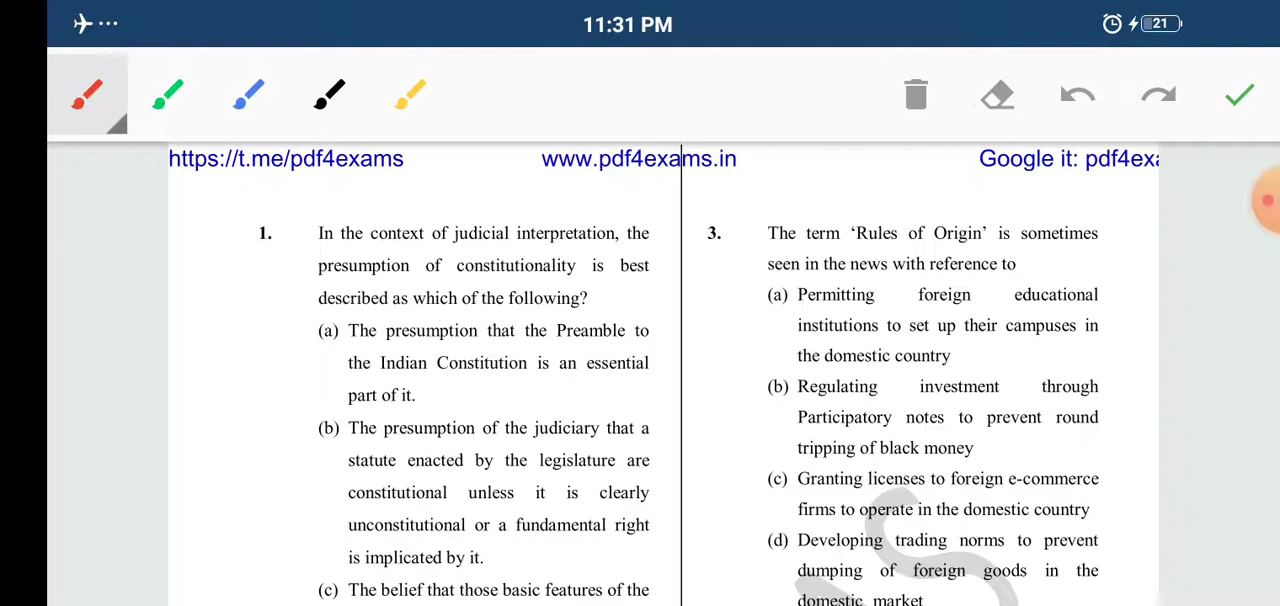 11:31 PM
21
https://t.me/pdf4exams www.pdf4exams.in Google it: pdf4exa
1. In the context of judicial interpretation, the
presumption of constitutionality is best
described as which of the following?
(a) The presumption that the Preamble to
the Indian Constitution is an essential
part of it.
(b) The presumption of the judiciary that a
statute enacted by the legislature are
constitutional unless it is clearly
unconstitutional or a fundamental right
is implicated by it.
(c) The belief that those basic features of the
3. The term ‘Rules of Origin’ is sometimes
seen in the news with reference to
(a) Permitting foreign educational
institutions to set up their campuses in
the domestic country
(b) Regulating investment through
Participatory notes to prevent round
tripping of black money
(c) Granting licenses to foreign e-commerce
firms to operate in the domestic country
(d) Developing trading norms to prevent
dumping of foreign goods in the
domestic market